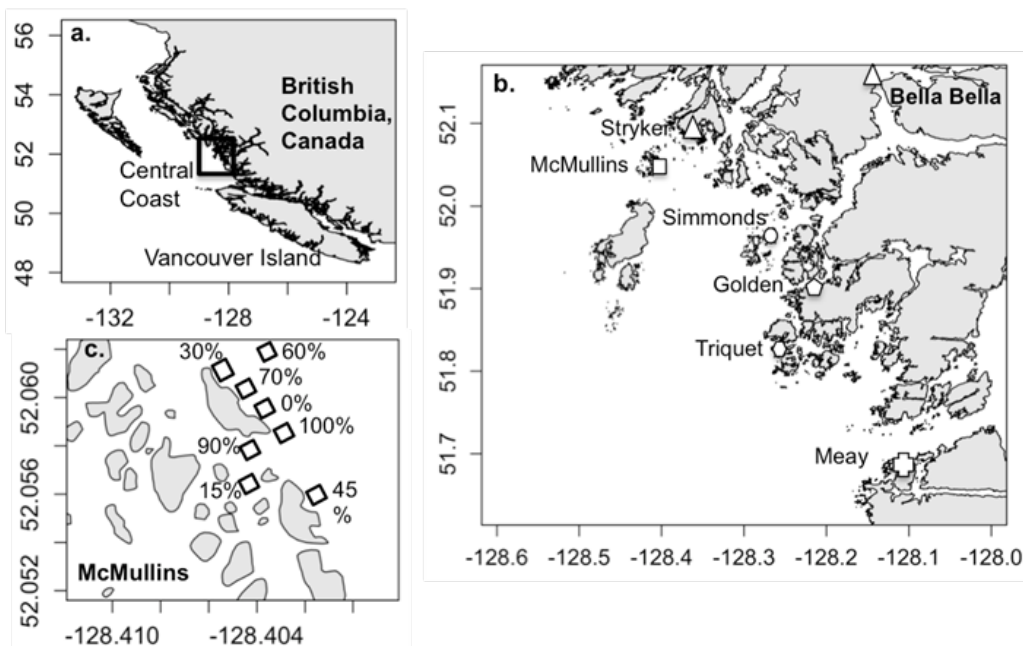 a.
56
54
52
50
48
British
Columbia,
Canada
Central
Coast
Vancouver Island
-132
-128
-124
b.
52.1
52.0
51.9
51.8
51.7
Bella Bella
Stryker
McMullins
Simmonds
Golden
Triquet
Meay
-128.6
-128.5
-128.4
-128.3
-128.2
-128.1
-128.0
c.
52.060
52.056
52.052
30%
60%
70%
0%
100%
90%
15%
45
%
McMullins
-128.410
-128.404